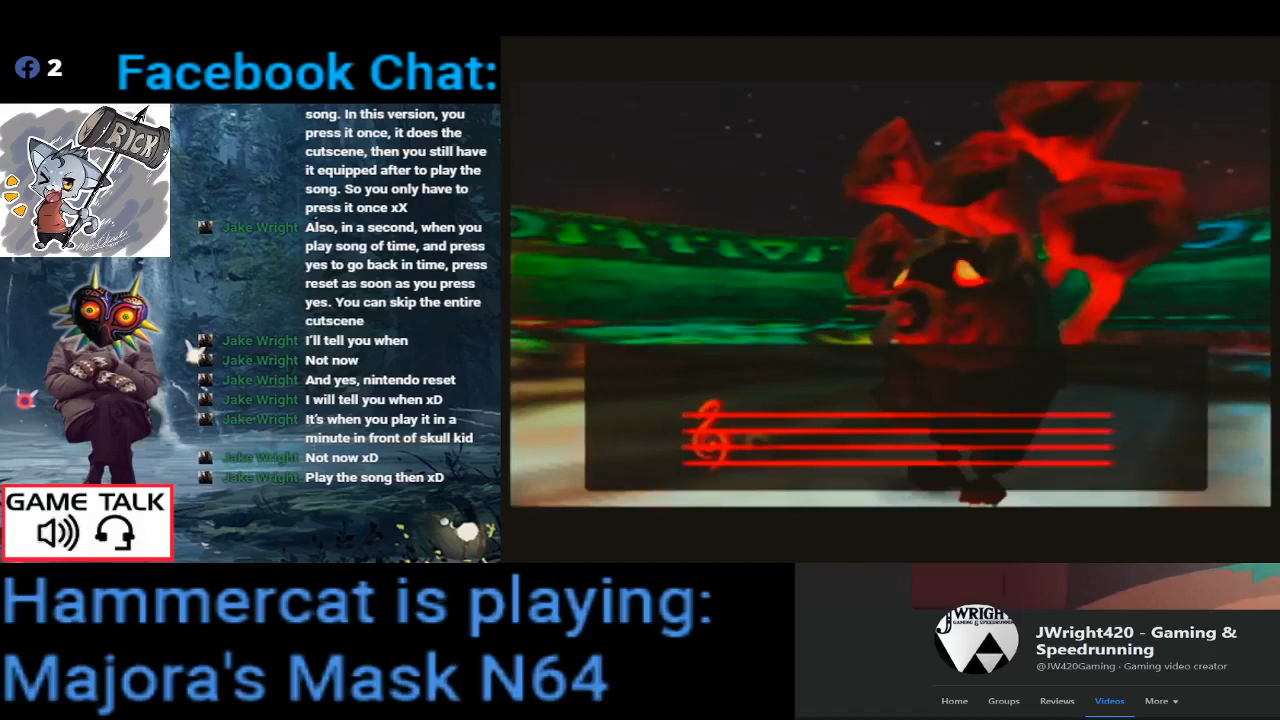 2
Facebook Chat:
RICK
song. In this version, you
press it once, it does the
cutscene, then you still have
it equipped after to play the
song. So you only have to
press it once xX
Jake Wright Also, in a second, when you
play song of time, and press
yes to go back in time, press
reset as soon as you press
yes. You can skip the entire
cutscene
Jake Wright I'll tell you when
Jake Wright Not now
Jake Wright And yes, nintendo reset
Jake Wright I will tell you when xD
Jake Wright It's when you play it in a
minute in front of skull kid
Jake Wright Not now xD
Jake Wright Play the song then xD
GAME TALK
Hammercat is playing:
Majora's Mask N64
JWRIGHT
GAMING & SPEEDRUNNING
JWright420 - Gaming &
Speedrunning
@JW420Gaming · Gaming video creator
Home Groups Reviews Videos More